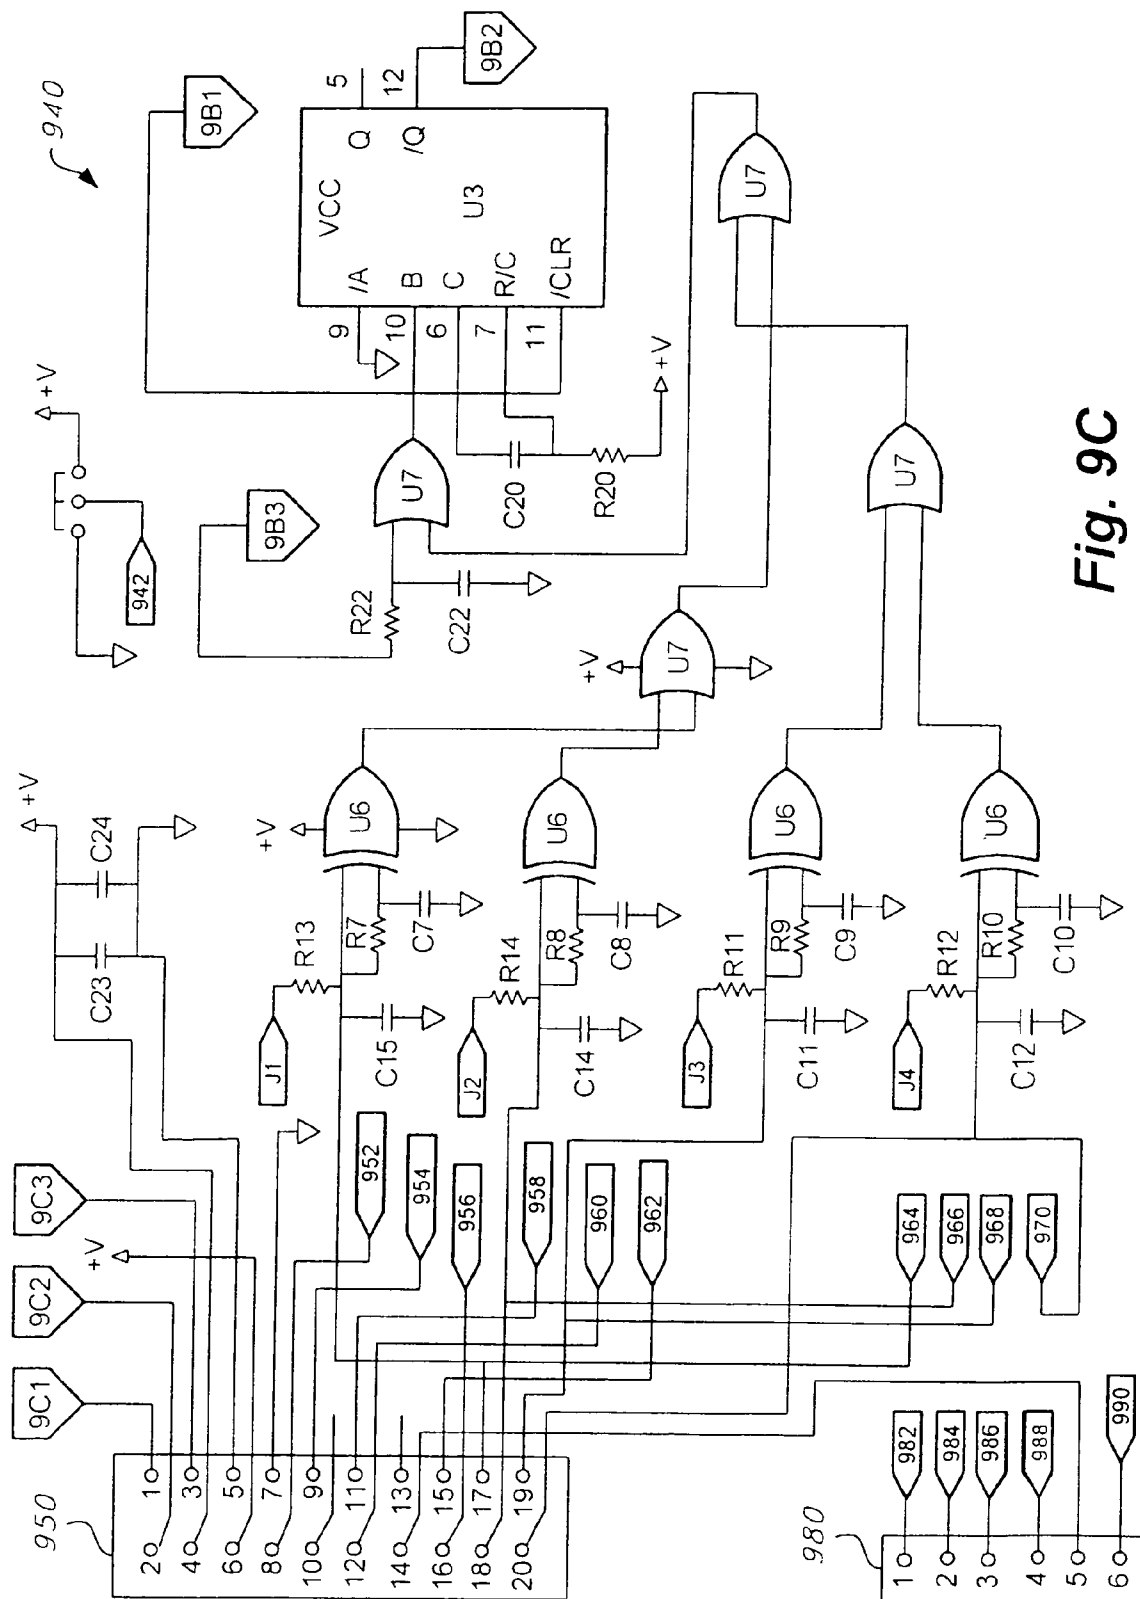 940
9B1
9B2
5
12
VCC
Q
/Q
U3
/A
B
C
R/C
/CLR
9
10
6
7
11
+V
942
9B3
U7
R22
C22
C20
R20
+V
U7
+V
U7
U7
+V
C24
C23
+V
U6
J1
R13
R7
C7
C15
U6
J2
R14
R8
C8
C14
U6
J3
R11
R9
C9
C11
U6
J4
R12
R10
C10
C12
9C1
9C2
9C3
+V
952
954
956
958
960
962
964
966
968
970
950
2 1
4 3
6 5
8 7
10 9
12 11
14 13
16 15
18 17
20 19
980
1 982
2 984
3 986
4 988
5
6 990
Fig. 9C